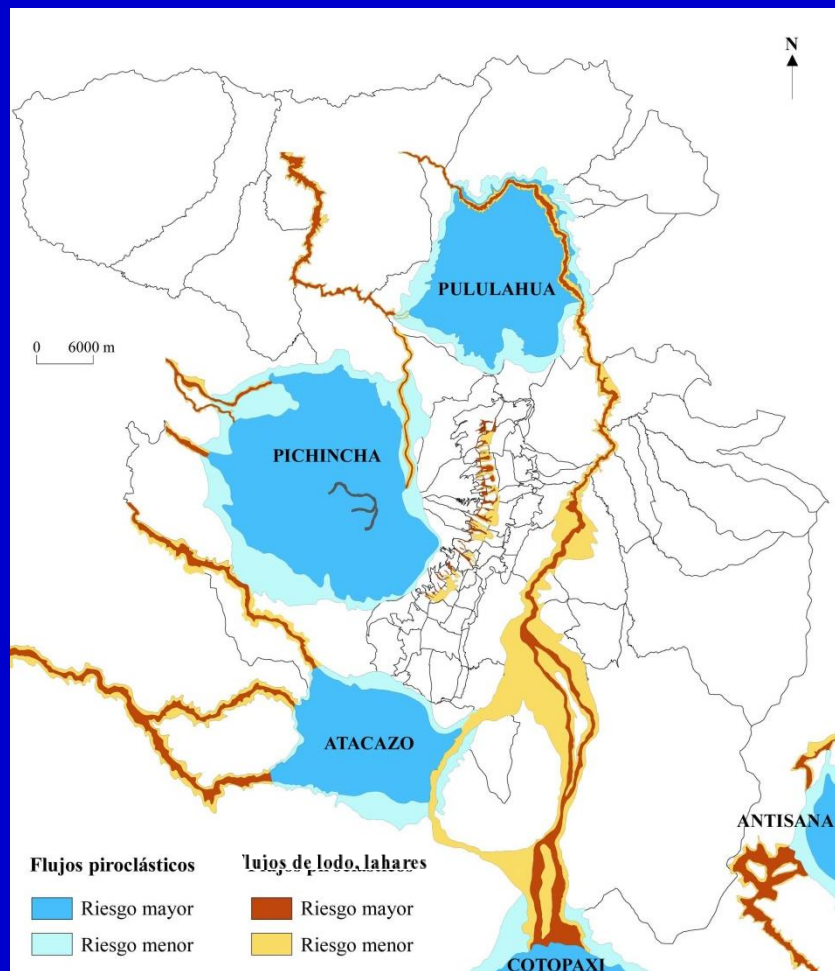 N
PULULAHUA
0 6000 m
PICHINCHA
ATACAZO
ANTISANA
Flujos piroclásticos
Riesgo mayor
Riesgo menor
lujos de lodo, lahares
Riesgo mayor
Riesgo menor
COTOPAXI